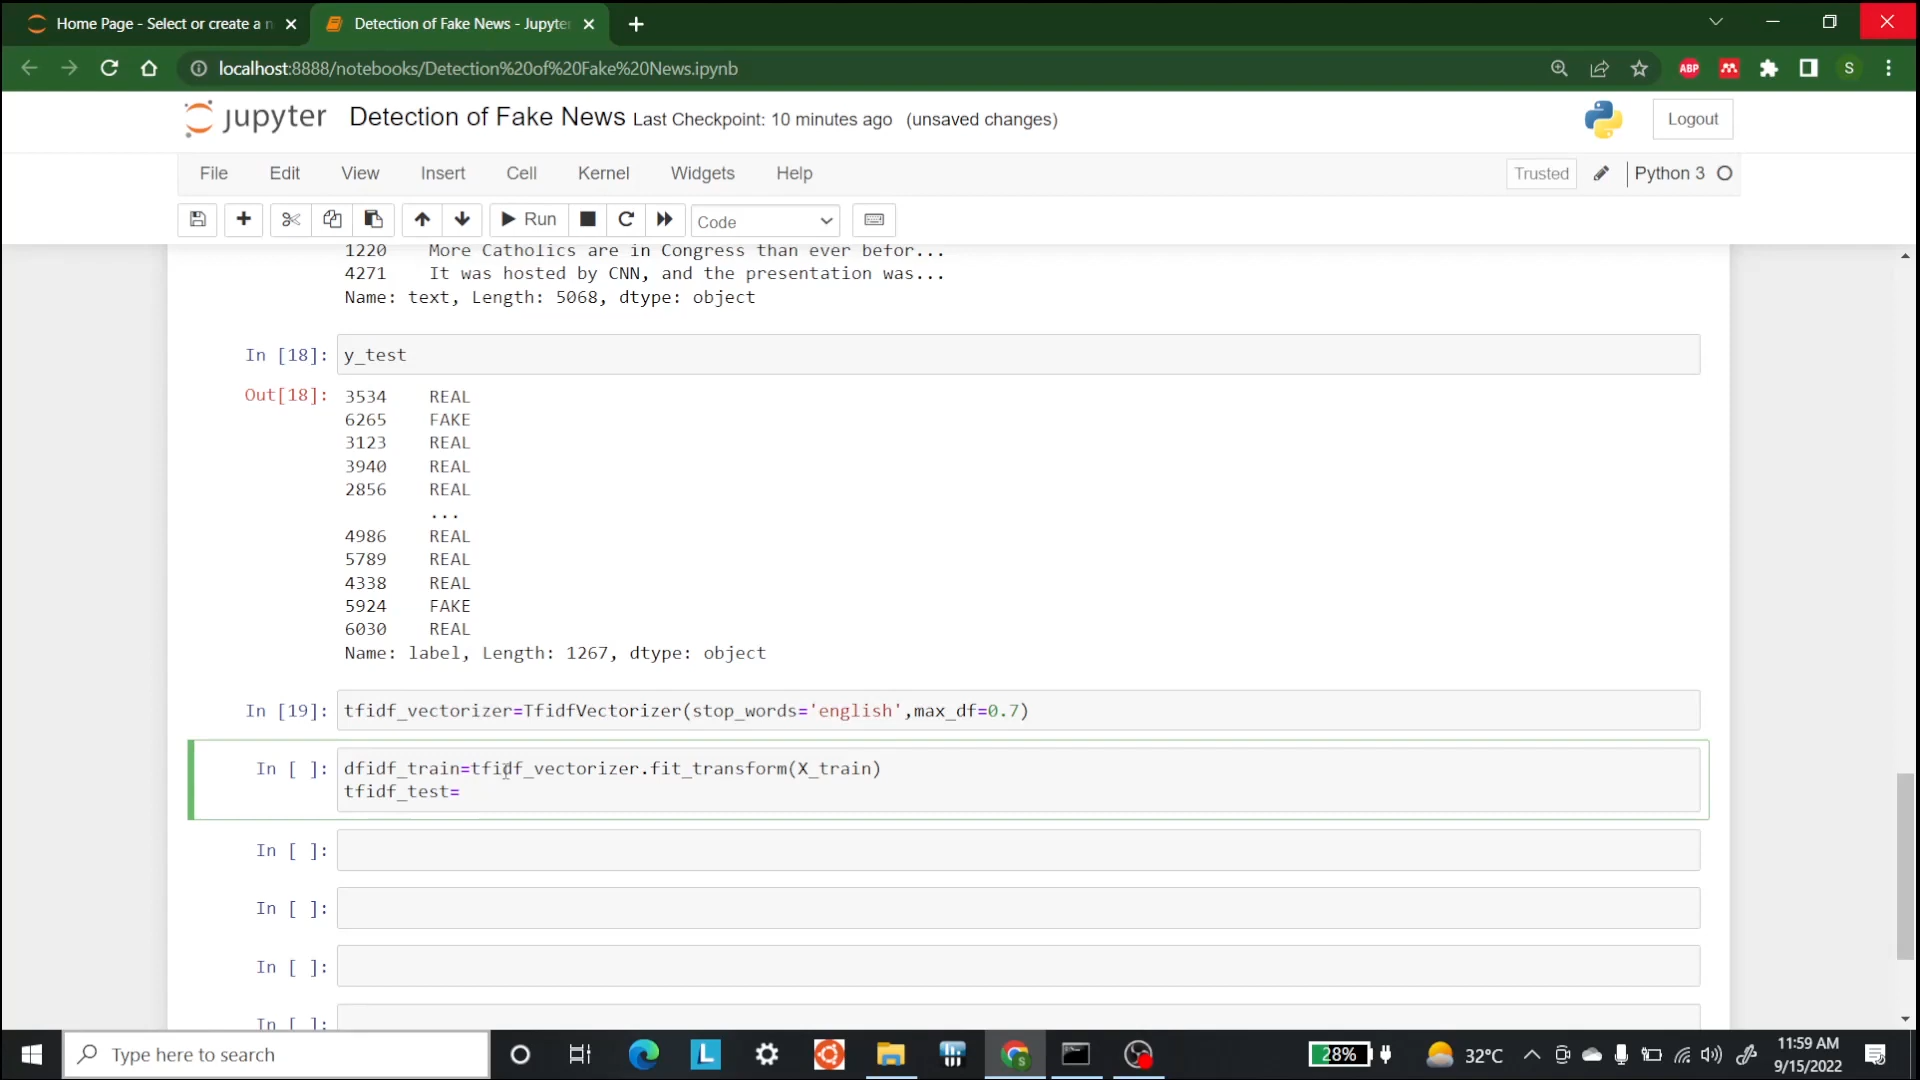 Home Page - Select or create a n
Detection of Fake News - Jupyte
localhost:8888/notebooks/Detection%20of%20Fake%20News.ipynb
ABP
S
jupyter Detection of Fake News Last Checkpoint: 10 minutes ago (unsaved changes)
Logout
File Edit View Insert Cell Kernel Widgets Help
Trusted Python 3
Run Code
1220 More Catholics are in Congress than ever befor...
4271 It was hosted by CNN, and the presentation was...
Name: text, Length: 5068, dtype: object
In [18]: y_test
Out[18]: 3534 REAL
6265 FAKE
3123 REAL
3940 REAL
2856 REAL
...
4986 REAL
5789 REAL
4338 REAL
5924 FAKE
6030 REAL
Name: label, Length: 1267, dtype: object
In [19]: tfidf_vectorizer=TfidfVectorizer(stop_words='english',max_df=0.7)
In [ ]: dfidf_train=tfidf_vectorizer.fit_transform(X_train)
tfidf_test=
In [ ]:
In [ ]:
In [ ]:
In [ ]:
Type here to search
L
28%
32°C
11:59 AM
9/15/2022